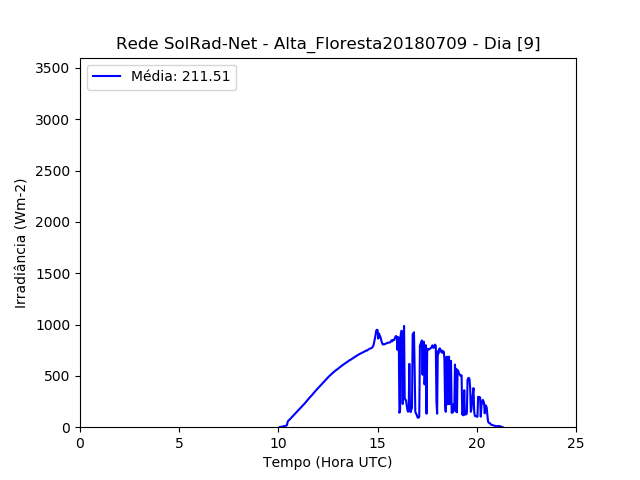 Rede SolRad-Net - Alta_Floresta20180709 - Dia [9]
Média: 211.51
Irradiância (Wm-2)
3500
3000
2500
2000
1500
1000
500
0
0 5 10 15 20 25
Tempo (Hora UTC)